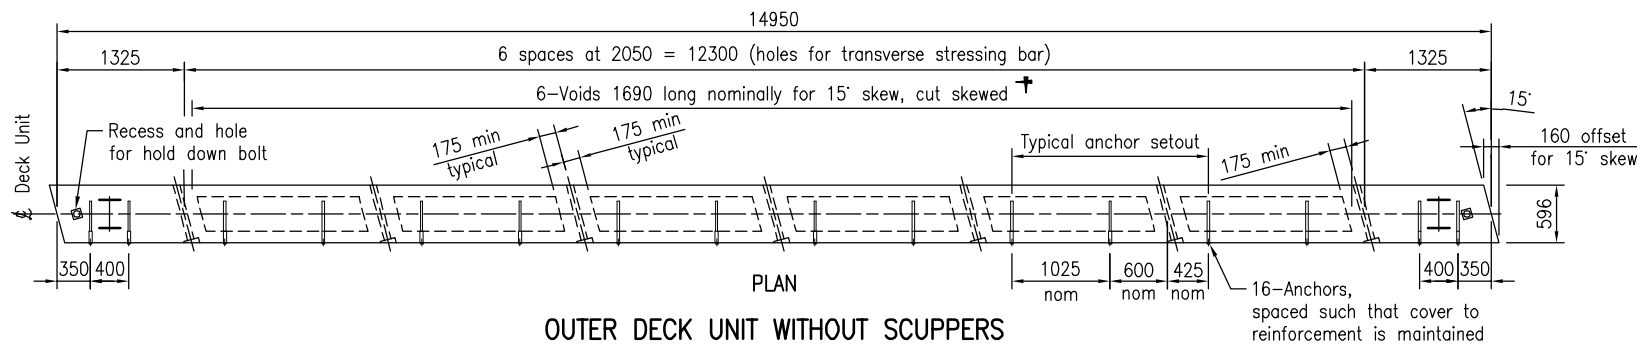 14950
1325
6 spaces at 2050 = 12300 (holes for transverse stressing bar)
1325
6-Voids 1690 long nominally for 15° skew, cut skewed
15°
℄ Deck Unit
Recess and hole
for hold down bolt
175 min
typical
175 min
typical
Typical anchor setout
175 min
160 offset
for 15° skew
596
350
400
1025
nom
600
nom
425
nom
400
350
16-Anchors,
spaced such that cover to
reinforcement is maintained
PLAN
OUTER DECK UNIT WITHOUT SCUPPERS